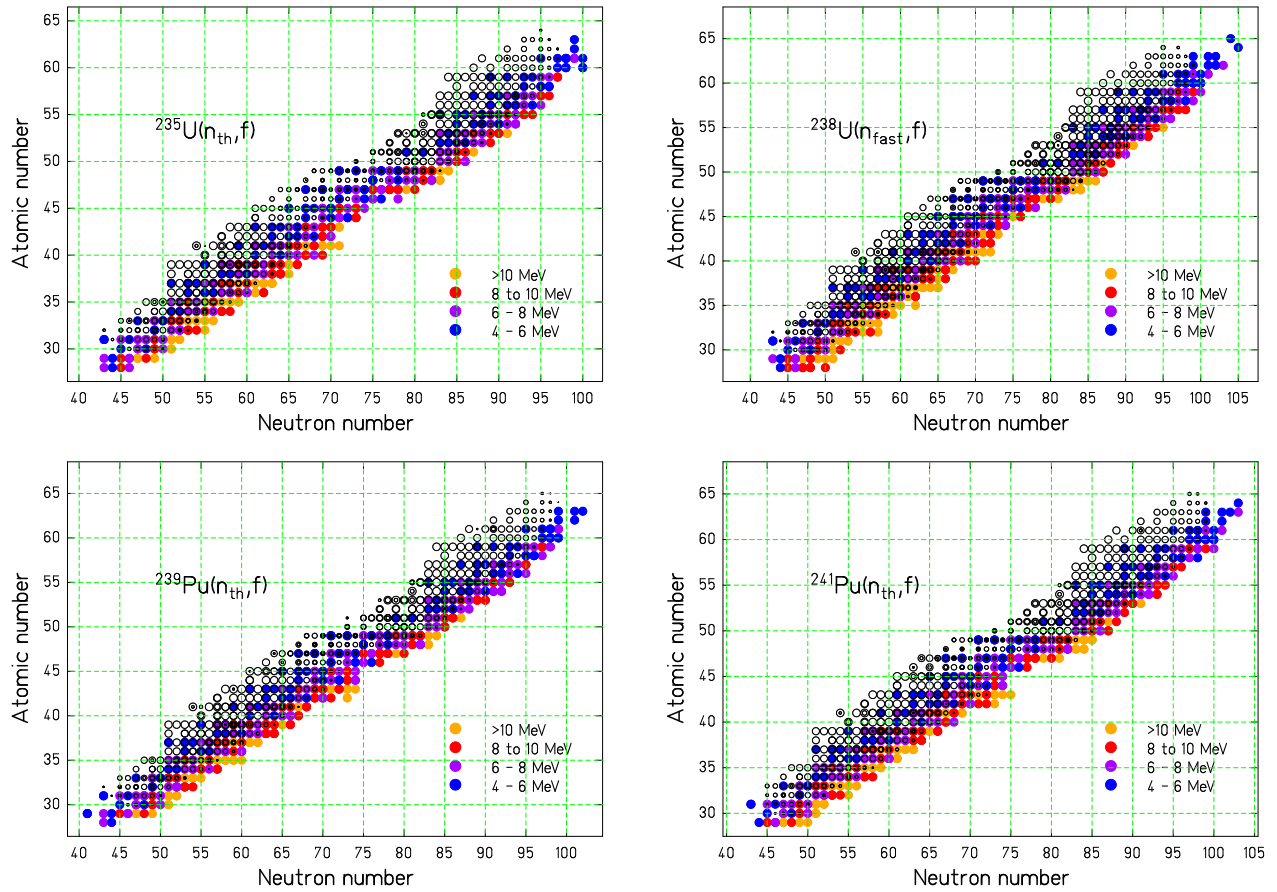 65
60
55
50
45
40
35
30
Atomic number
²³⁵U(nth,f)
>10 MeV
8 to 10 MeV
6 - 8 MeV
4 - 6 MeV
40 45 50 55 60 65 70 75 80 85 90 95 100
Neutron number
65
60
55
50
45
40
35
30
Atomic number
²³⁸U(nfast,f)
>10 MeV
8 to 10 MeV
6 - 8 MeV
4 - 6 MeV
40 45 50 55 60 65 70 75 80 85 90 95 100 105
Neutron number
65
60
55
50
45
40
35
30
Atomic number
²³⁹Pu(nth,f)
>10 MeV
8 to 10 MeV
6 - 8 MeV
4 - 6 MeV
40 45 50 55 60 65 70 75 80 85 90 95 100
Neutron number
65
60
55
50
45
40
35
30
Atomic number
²⁴¹Pu(nth,f)
>10 MeV
8 to 10 MeV
6 - 8 MeV
4 - 6 MeV
40 45 50 55 60 65 70 75 80 85 90 95 100 105
Neutron number